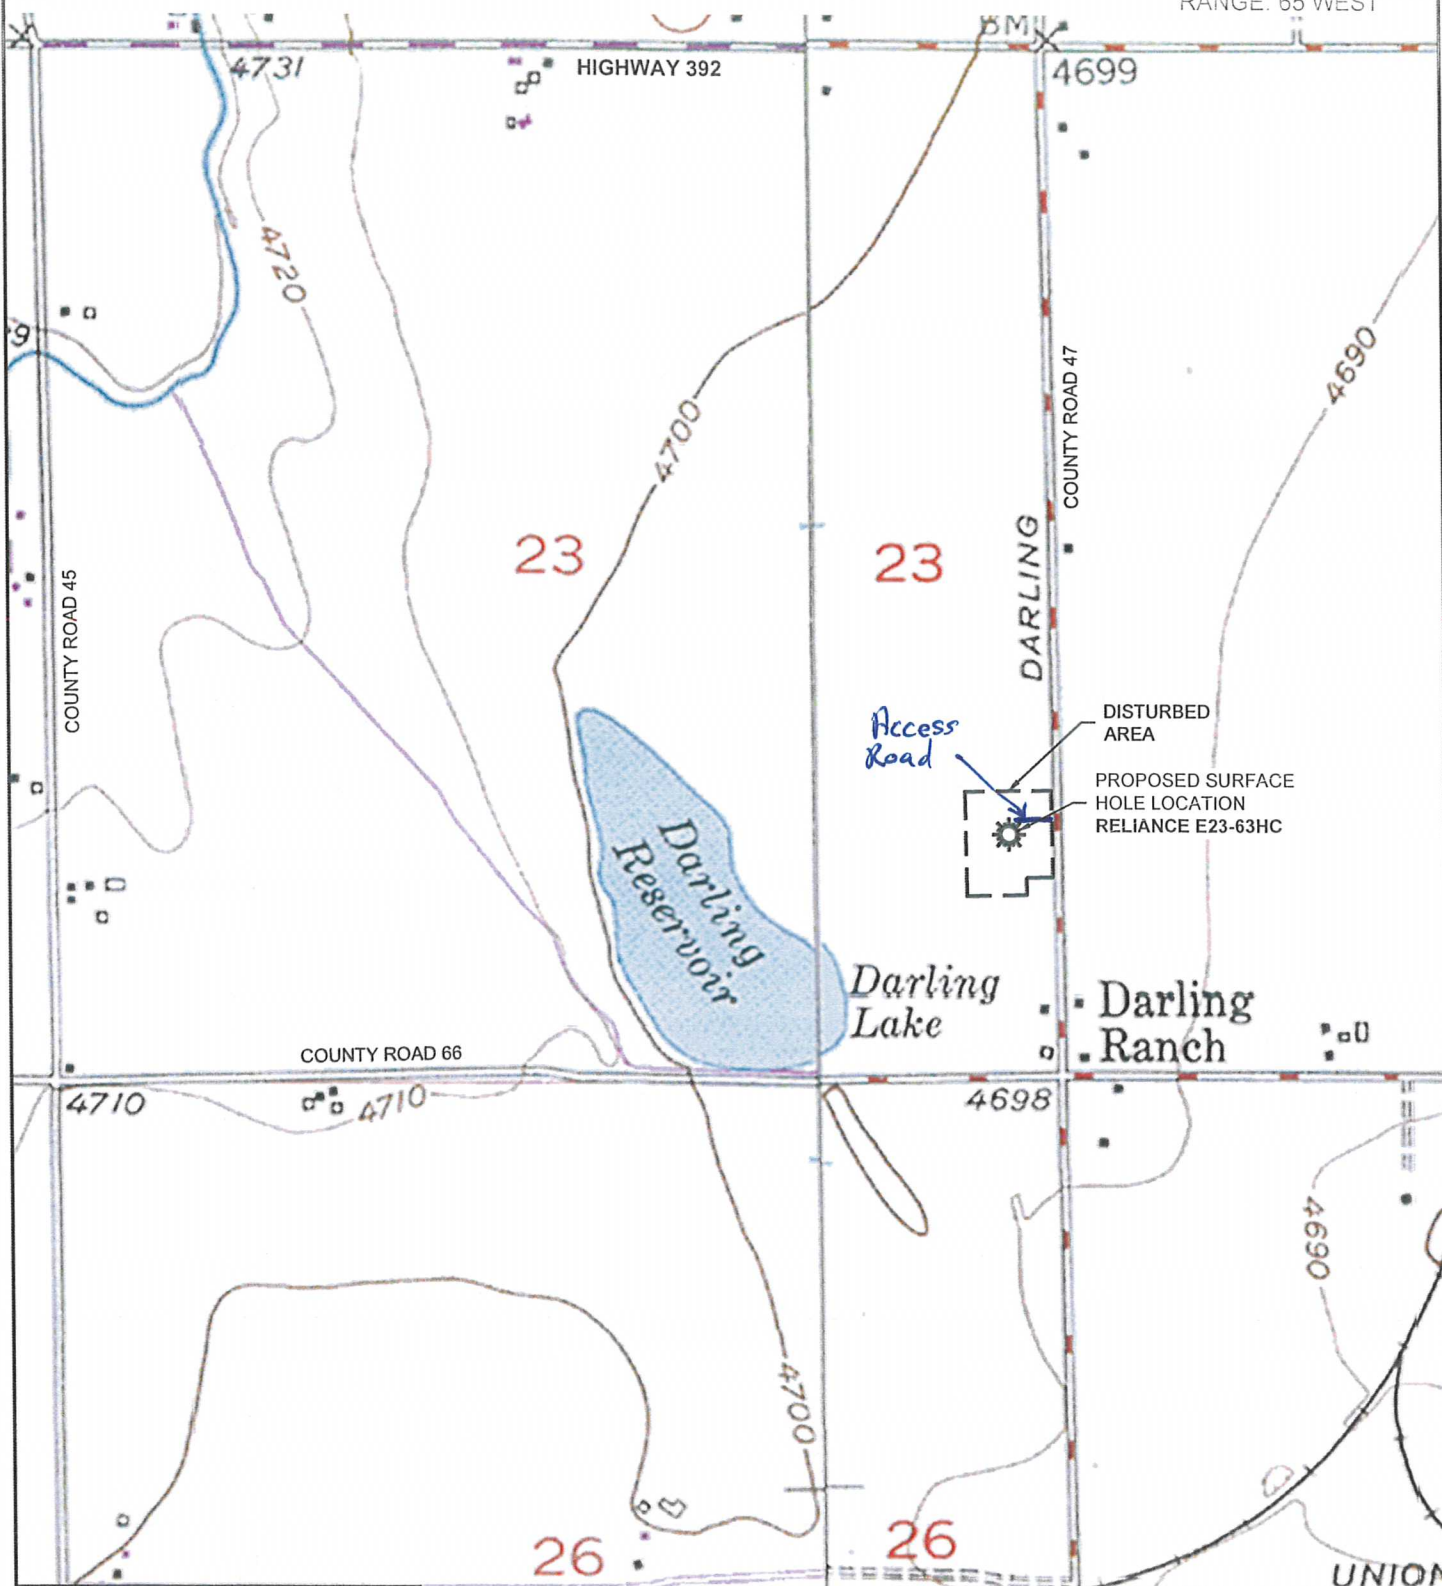 RANGE: 65 WEST
BM
4731
HIGHWAY 392
4699
4720
9
4690
4700
COUNTY ROAD 47
23
23
DARLING
COUNTY ROAD 45
Access
Road
DISTURBED
AREA
PROPOSED SURFACE
HOLE LOCATION
RELIANCE E23-63HC
Darling
Reservoir
Darling
Lake
Darling
Ranch
COUNTY ROAD 66
4710
4710
4698
4690
4700
26
26
UNION